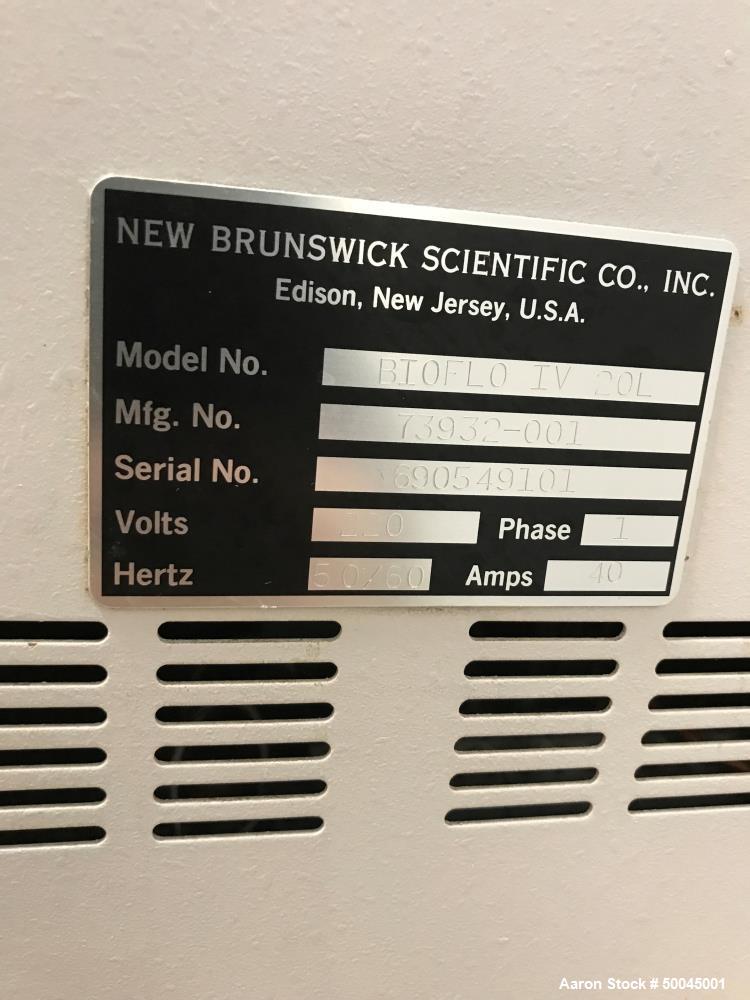 NEW BRUNSWICK SCIENTIFIC CO., INC.
Edison, New Jersey, U.S.A.
Model No. BIOFLO IV 20L
Mfg. No. 73932-001
Serial No. 690549101
Volts Phase 1
Hertz 50/60 Amps 40
Aaron Stock # 50045001